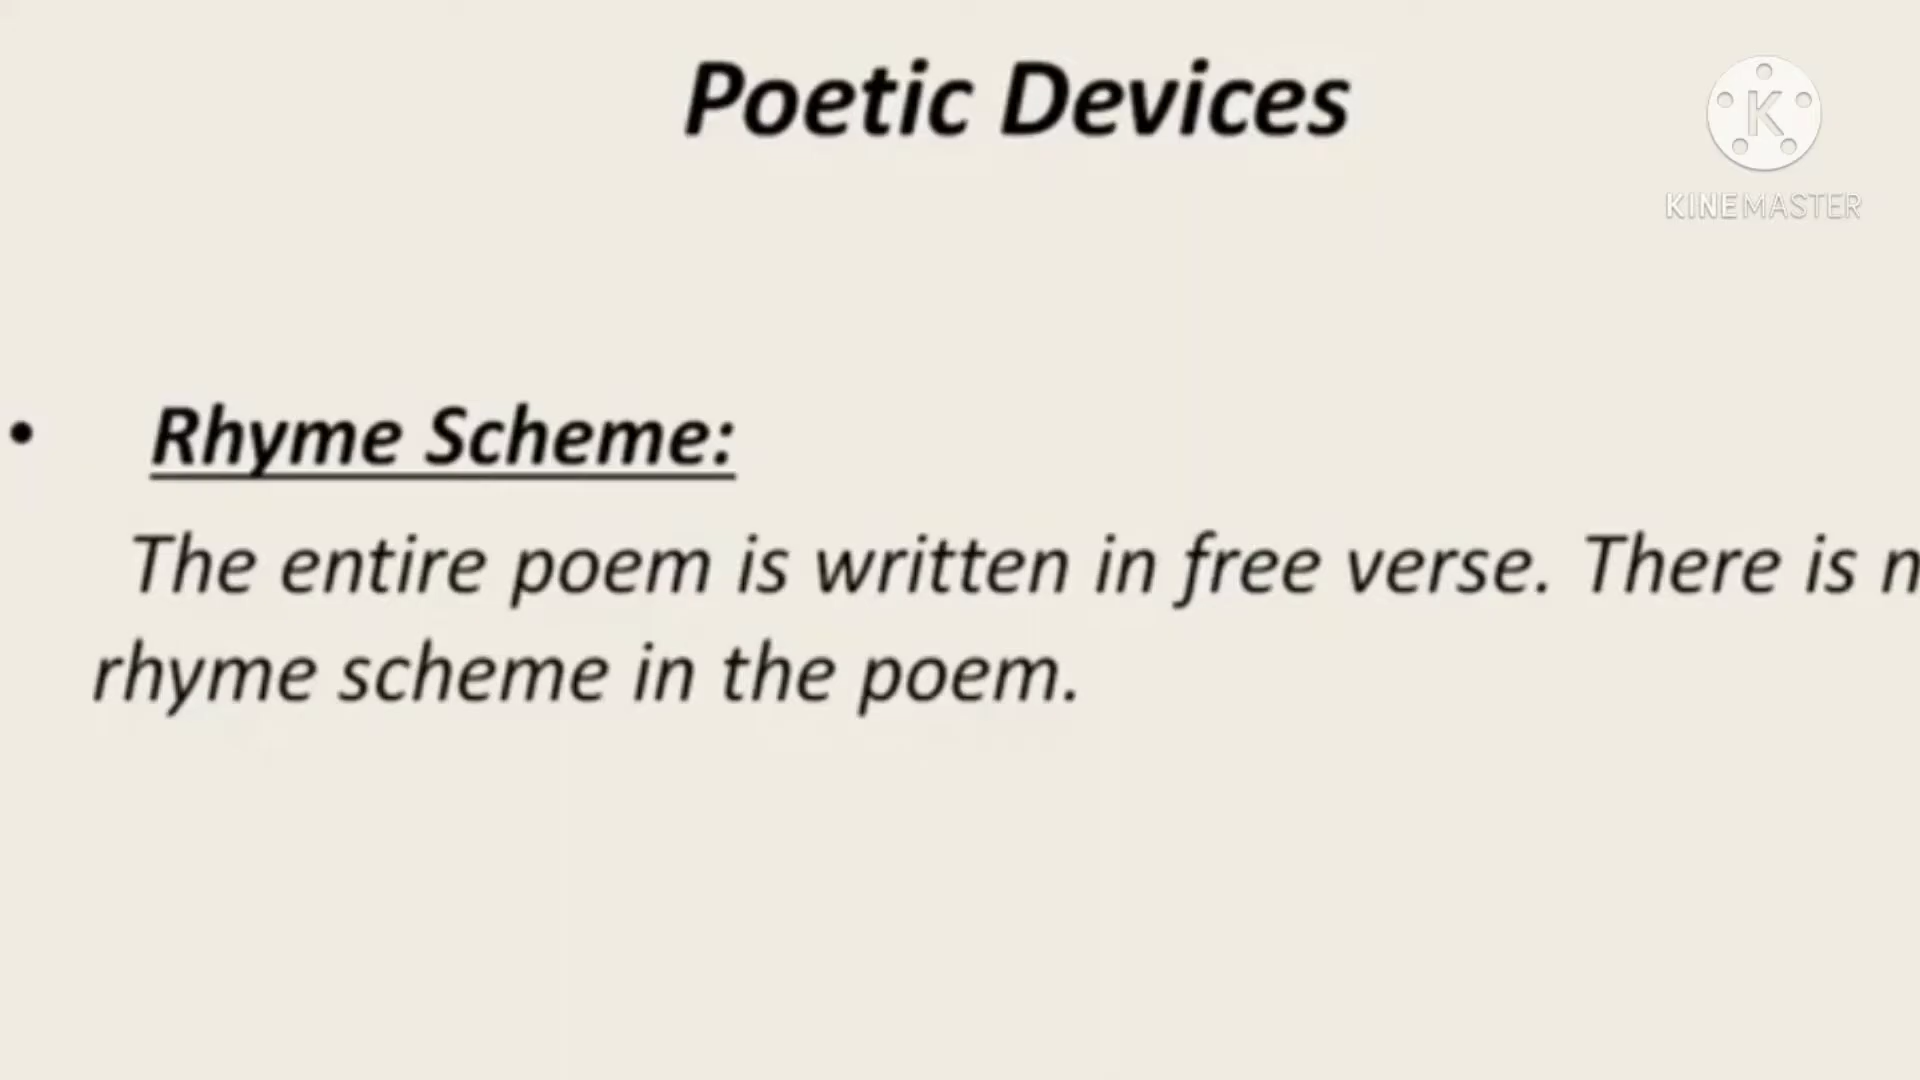 Poetic Devices
K
KINEMASTER
• Rhyme Scheme:
The entire poem is written in free verse. There is
rhyme scheme in the poem.